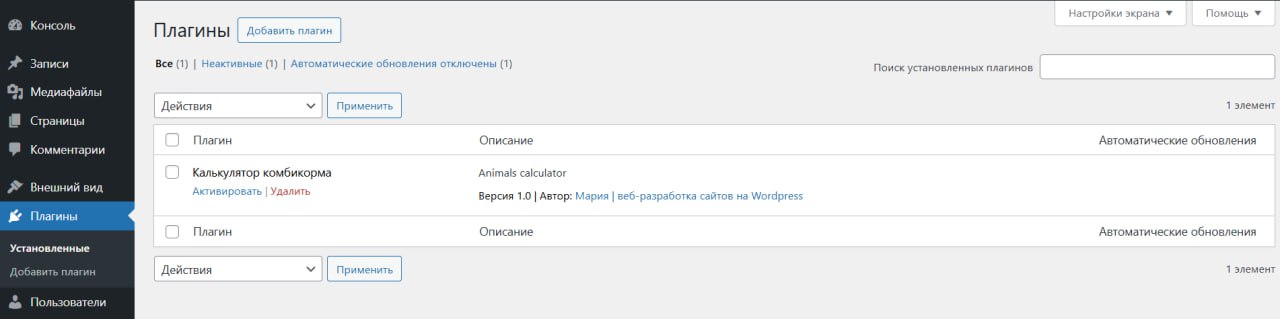 Консоль
Записи
Медиафайлы
Страницы
Комментарии
Внешний вид
Плагины
Установленные
Добавить плагин
Пользователи
Настройки экрана ▼ Помощь ▼
Плагины Добавить плагин
Все (1) | Неактивные (1) | Автоматические обновления отключены (1)
Поиск установленных плагинов
Действия Применить 1 элемент
Плагин Описание Автоматические обновления
Калькулятор комбикорма Animals calculator
Активировать | Удалить Версия 1.0 | Автор: Мария | веб-разработка сайтов на Wordpress
Плагин Описание Автоматические обновления
Действия Применить 1 элемент